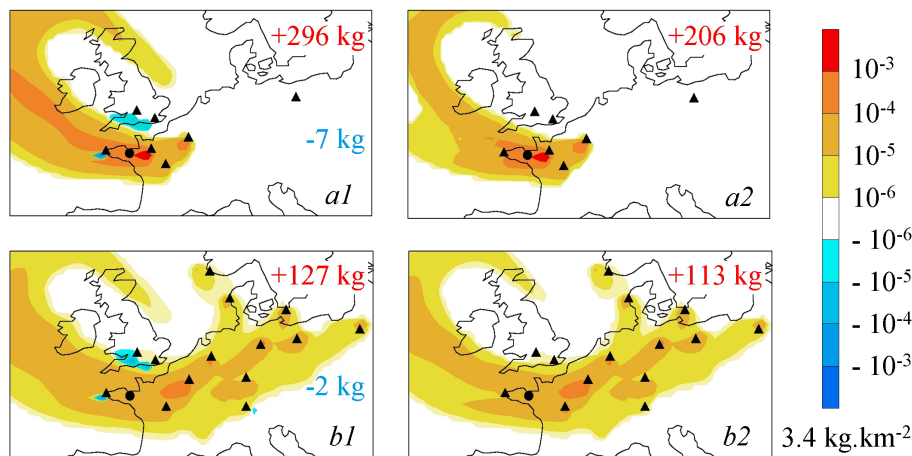 +296 kg
-7 kg
a1
+206 kg
a2
+127 kg
-2 kg
b1
+113 kg
b2
10⁻³
10⁻⁴
10⁻⁵
10⁻⁶
- 10⁻⁶
- 10⁻⁵
- 10⁻⁴
- 10⁻³
3.4 kg.km⁻²